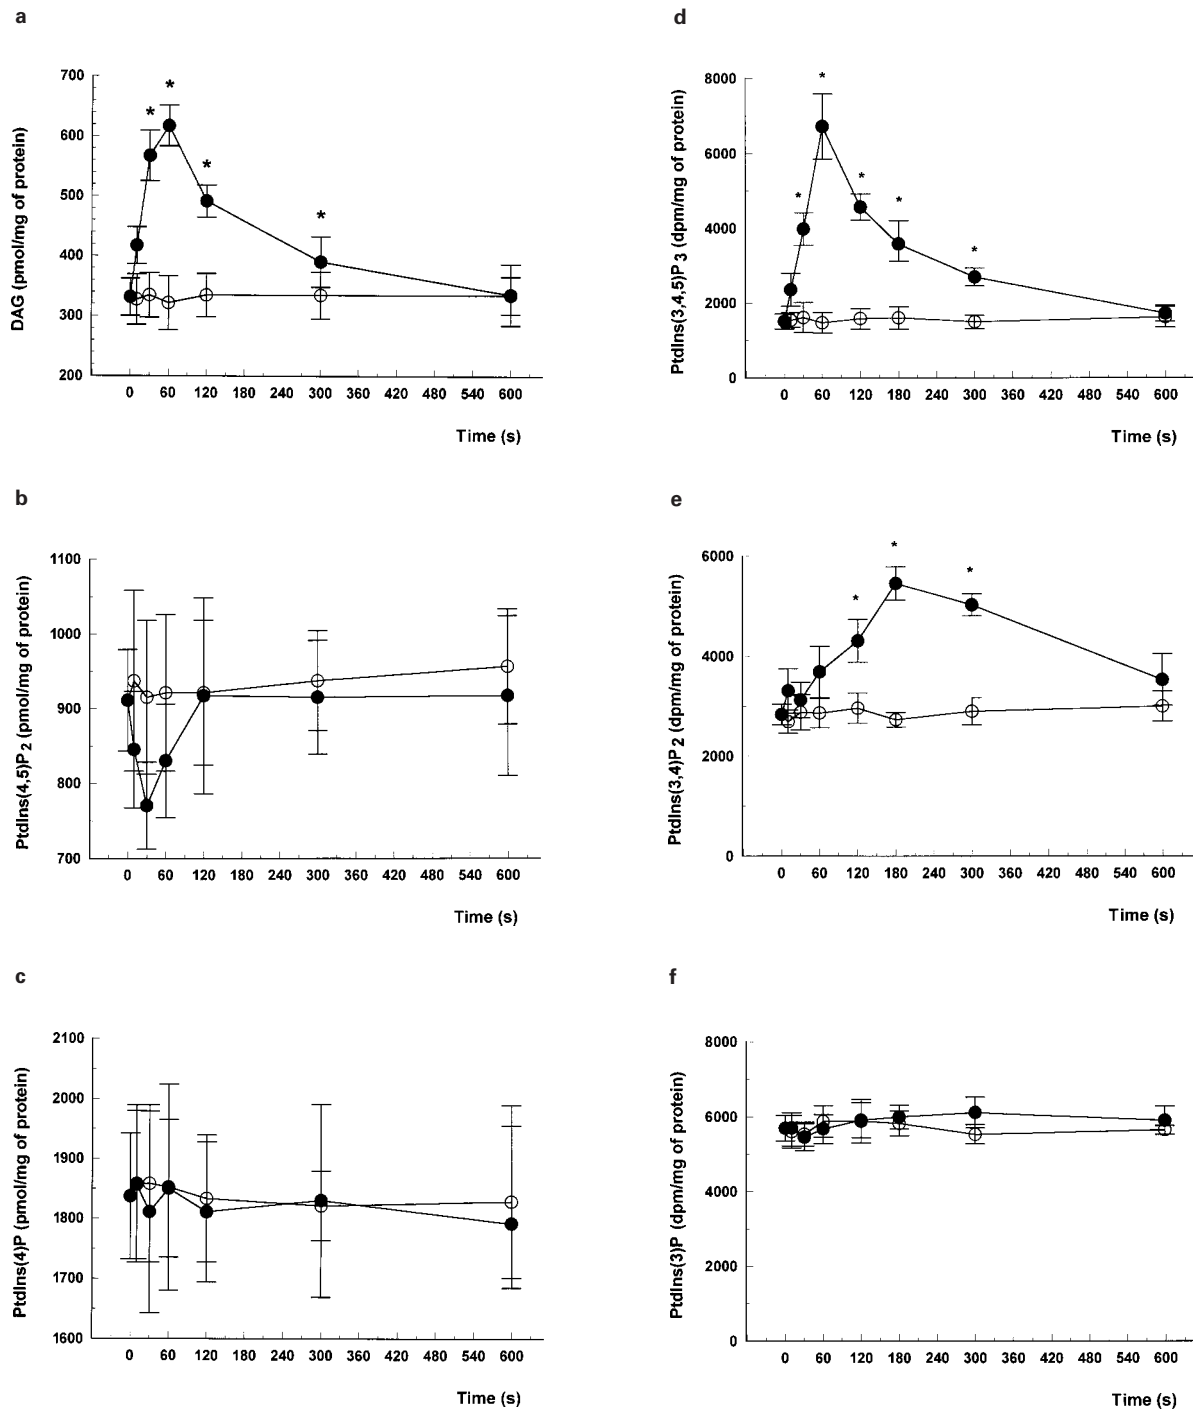 a
DAG (pmol/mg of protein)
700
600
500
400
300
200
* * * *
0 60 120 180 240 300 360 420 480 540 600
Time (s)
b
PtdIns(4,5)P2 (pmol/mg of protein)
1100
1000
900
800
700
0 60 120 180 240 300 360 420 480 540 600
Time (s)
c
PtdIns(4)P (pmol/mg of protein)
2100
2000
1900
1800
1700
1600
0 60 120 180 240 300 360 420 480 540 600
Time (s)
d
PtdIns(3,4,5)P3 (dpm/mg of protein)
8000
6000
4000
2000
0
* * * * *
0 60 120 180 240 300 360 420 480 540 600
Time (s)
e
PtdIns(3,4)P2 (dpm/mg of protein)
6000
4000
2000
0
* * *
0 60 120 180 240 300 360 420 480 540 600
Time (s)
f
PtdIns(3)P (dpm/mg of protein)
8000
6000
4000
2000
0
0 60 120 180 240 300 360 420 480 540 600
Time (s)